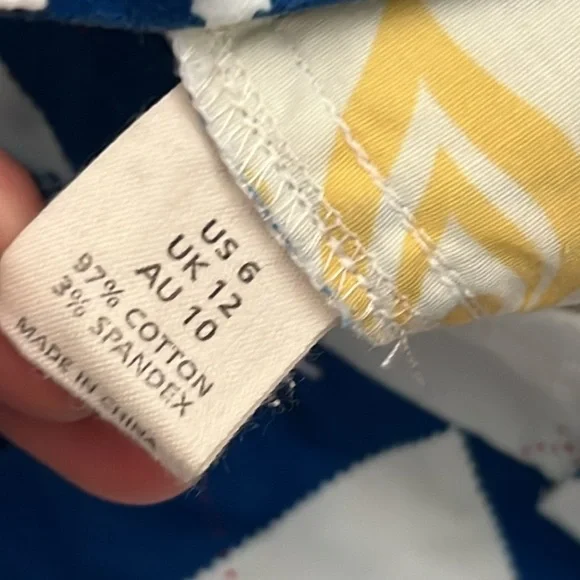 US 6
UK 12
AU 10
97% COTTON
3% SPANDEX
MADE IN CHINA